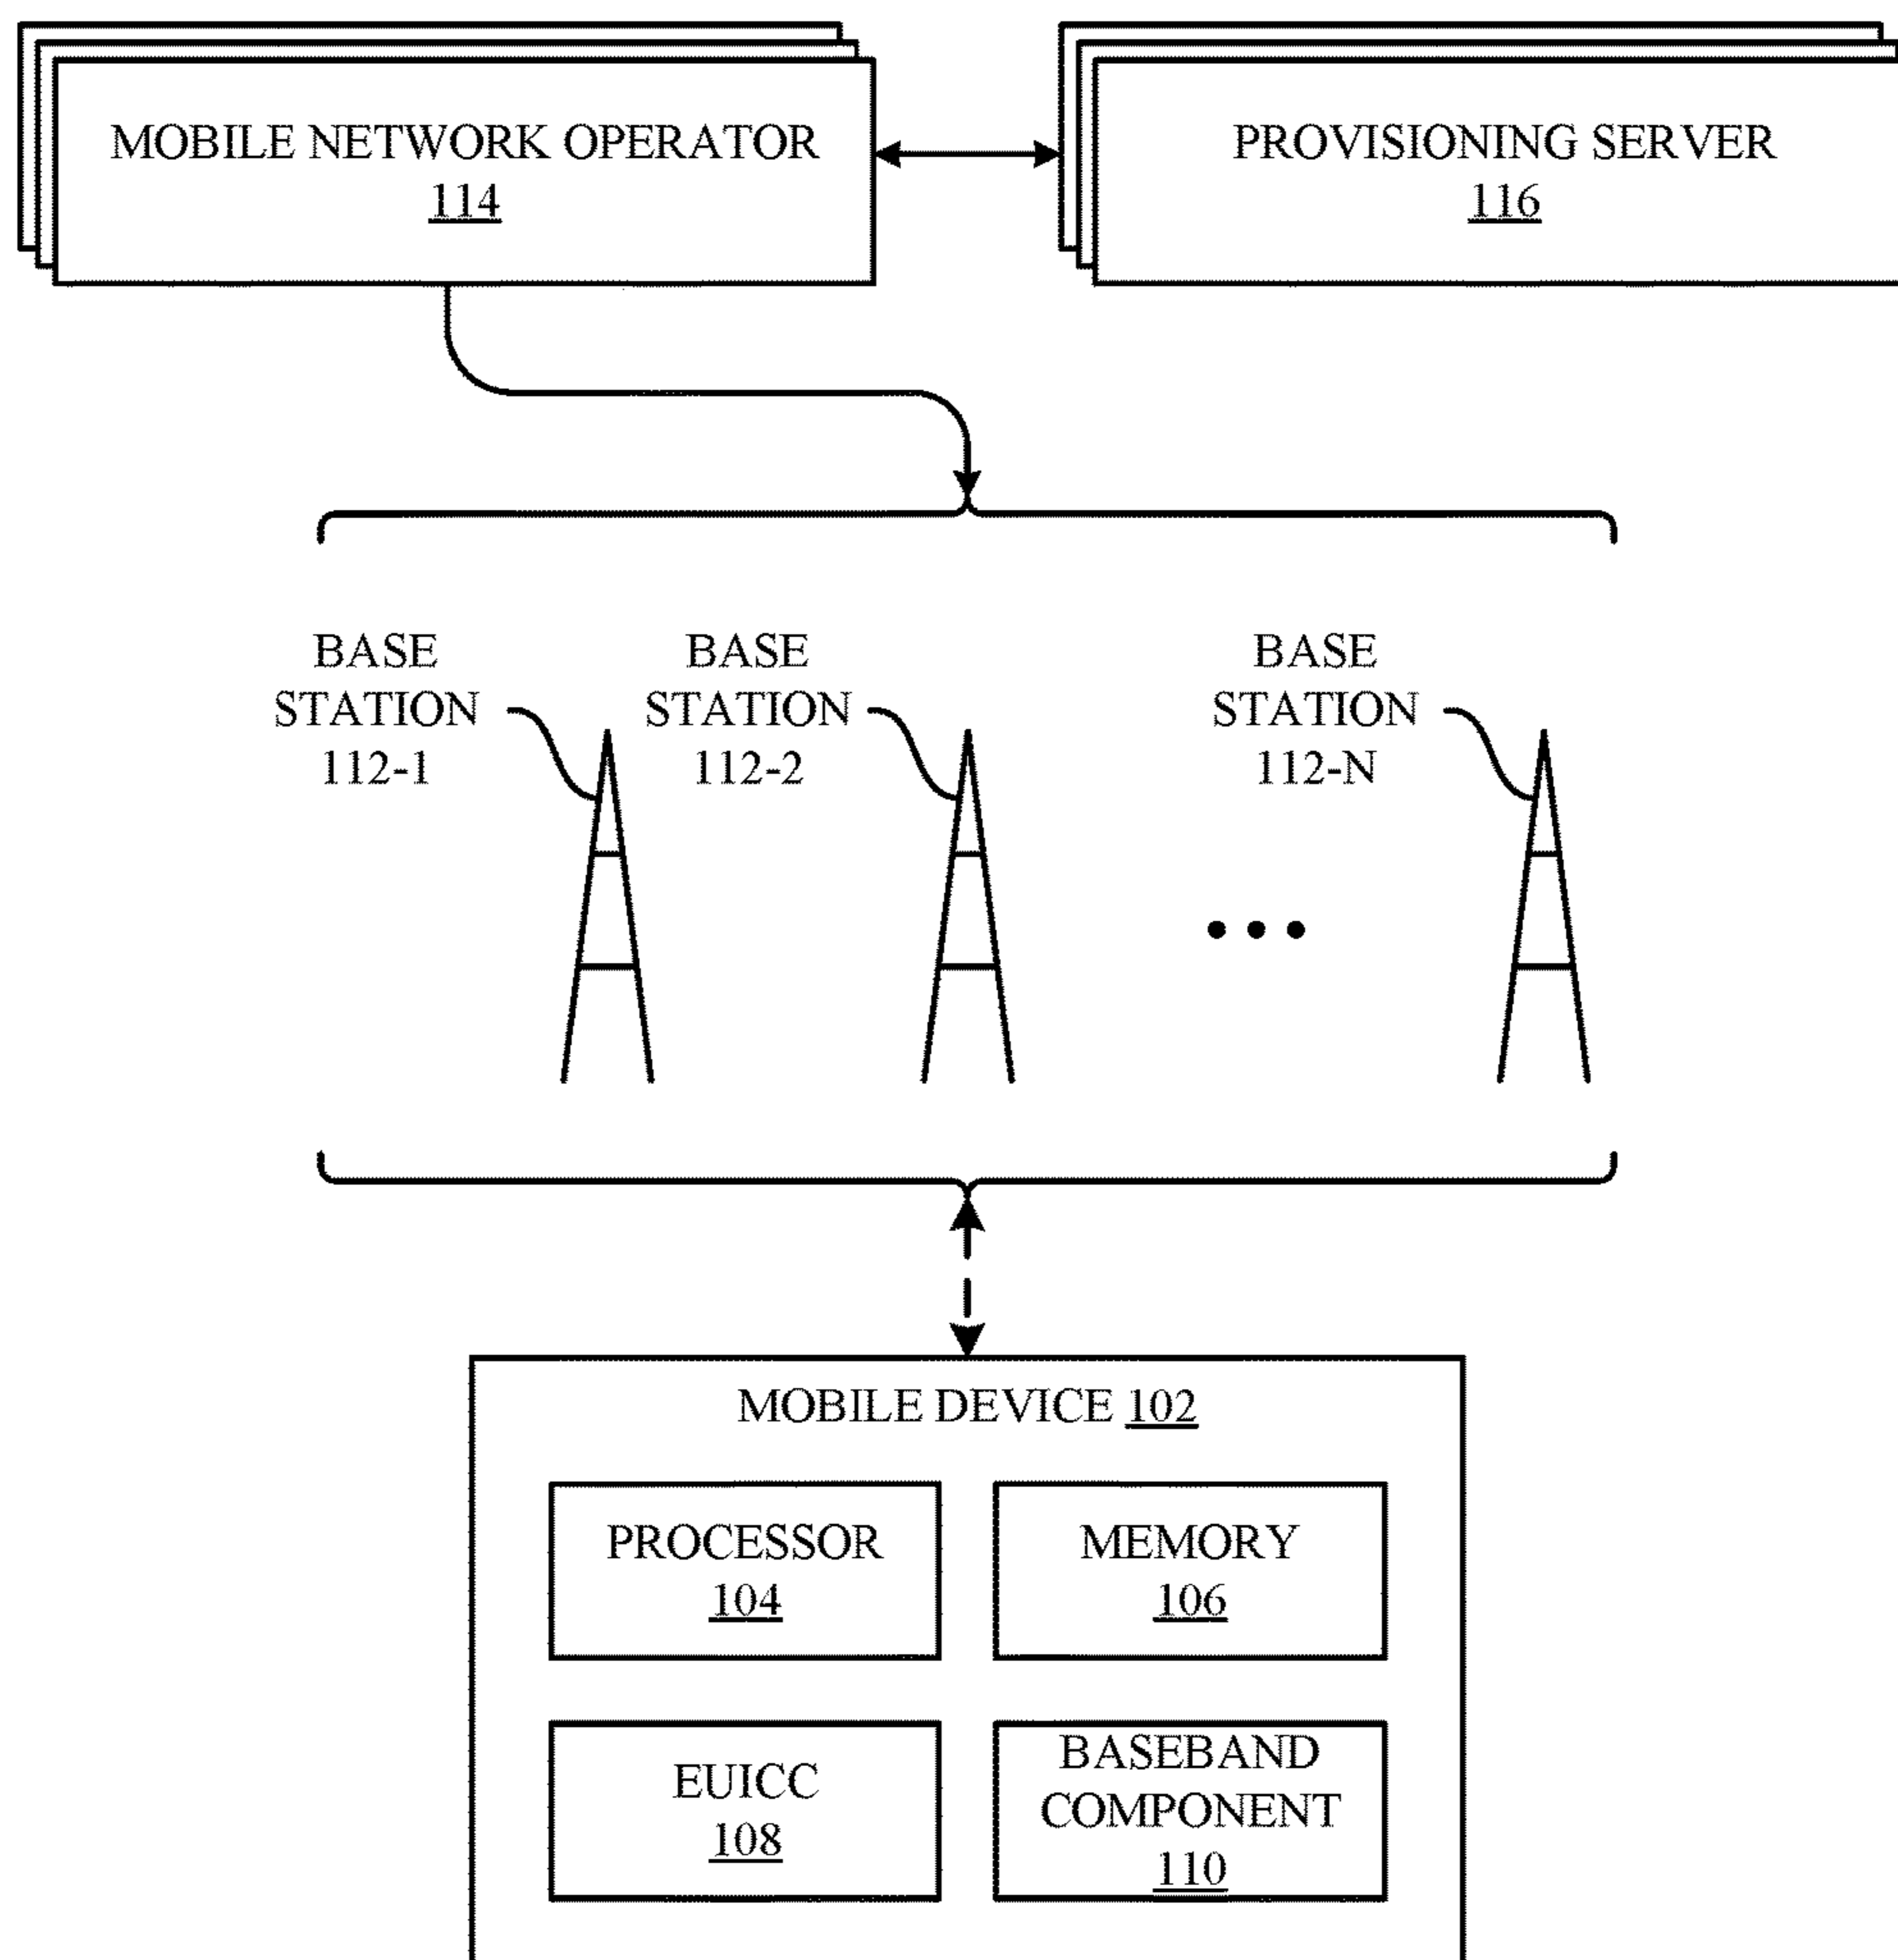 MOBILE NETWORK OPERATOR
114
PROVISIONING SERVER
116
BASE
STATION
112-1
BASE
STATION
112-2
BASE
STATION
112-N
MOBILE DEVICE 102
PROCESSOR
104
MEMORY
106
EUICC
108
BASEBAND
COMPONENT
110